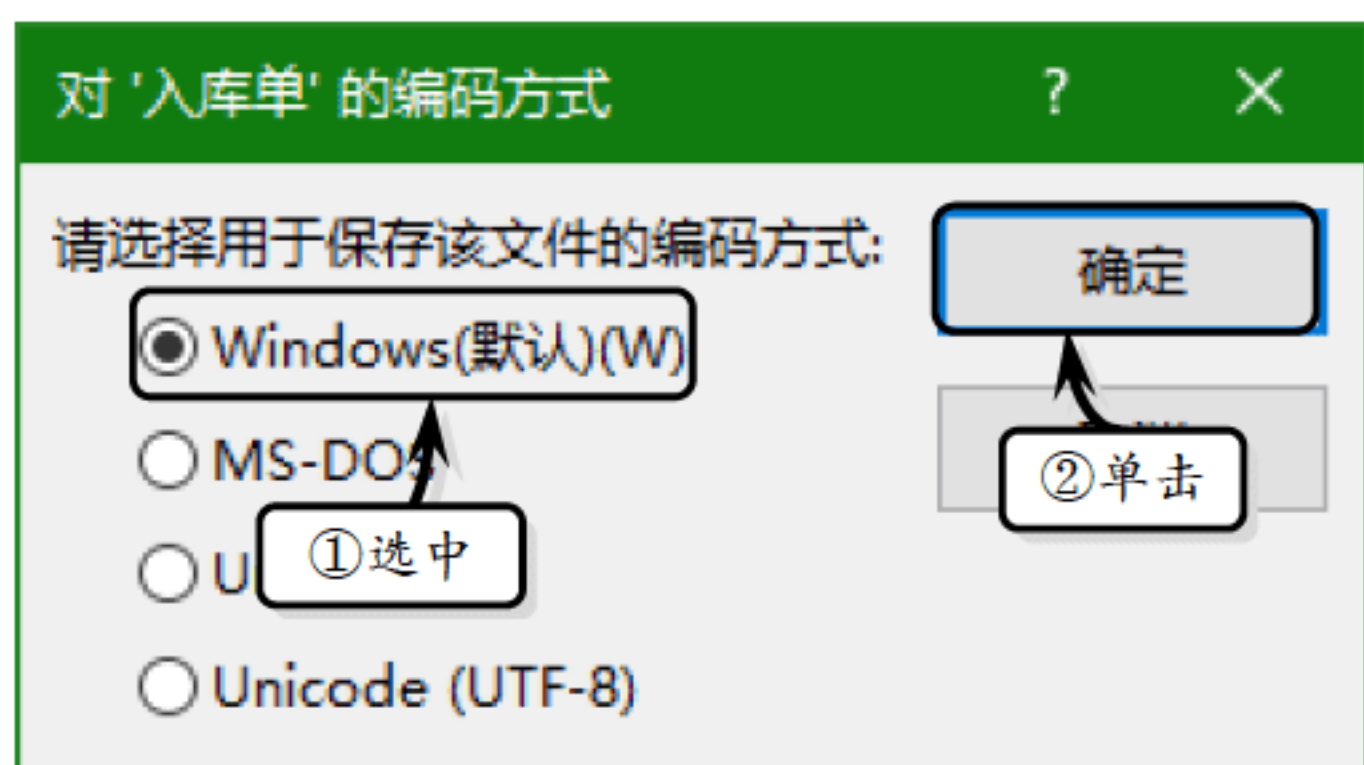 对 '入库单' 的编码方式
请选择用于保存该文件的编码方式:
确定
Windows(默认)(W)
MS-DOS
②单击
①选中
Unicode (UTF-8)